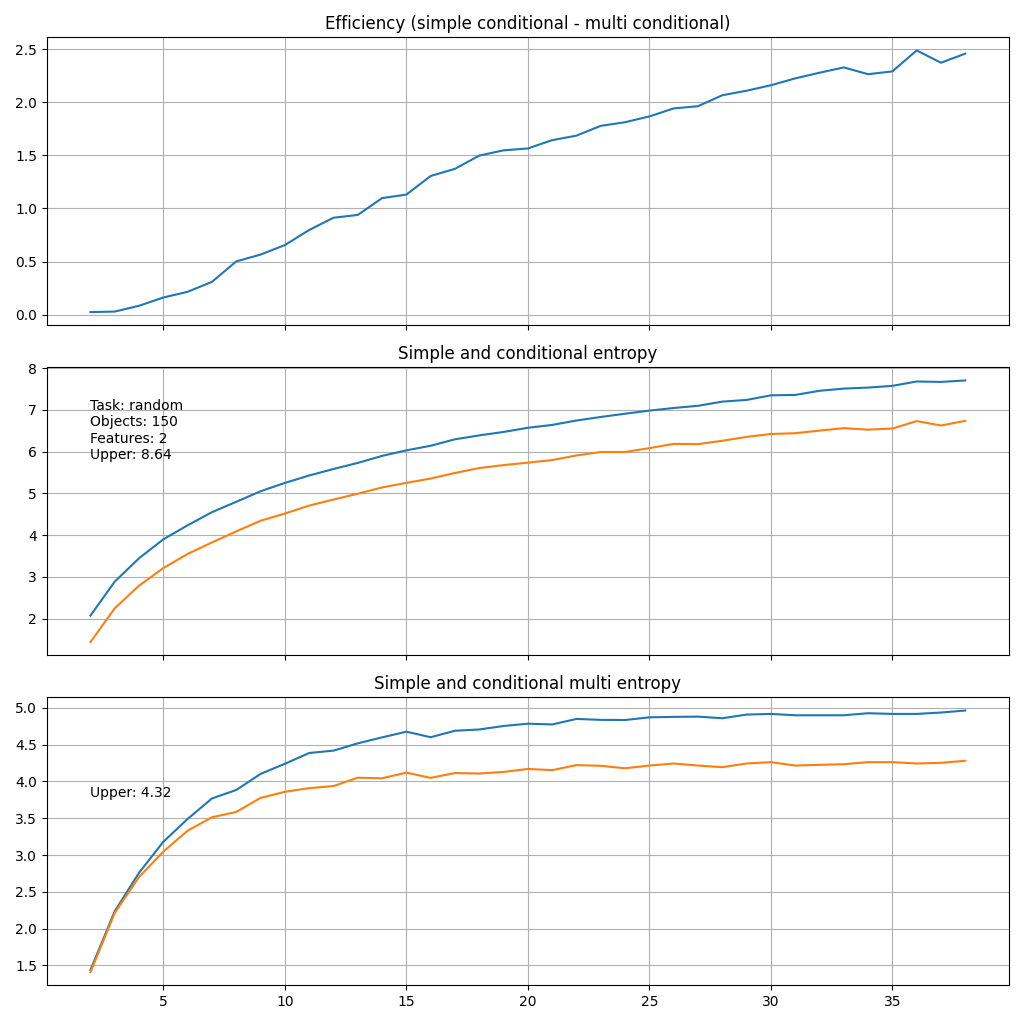 Efficiency (simple conditional - multi conditional)
2.5
2.0
1.5
1.0
0.5
0.0
Simple and conditional entropy
8
7
6
5
4
3
2
Task: random
Objects: 150
Features: 2
Upper: 8.64
Simple and conditional multi entropy
5.0
4.5
4.0
3.5
3.0
2.5
2.0
1.5
Upper: 4.32
5 10 15 20 25 30 35